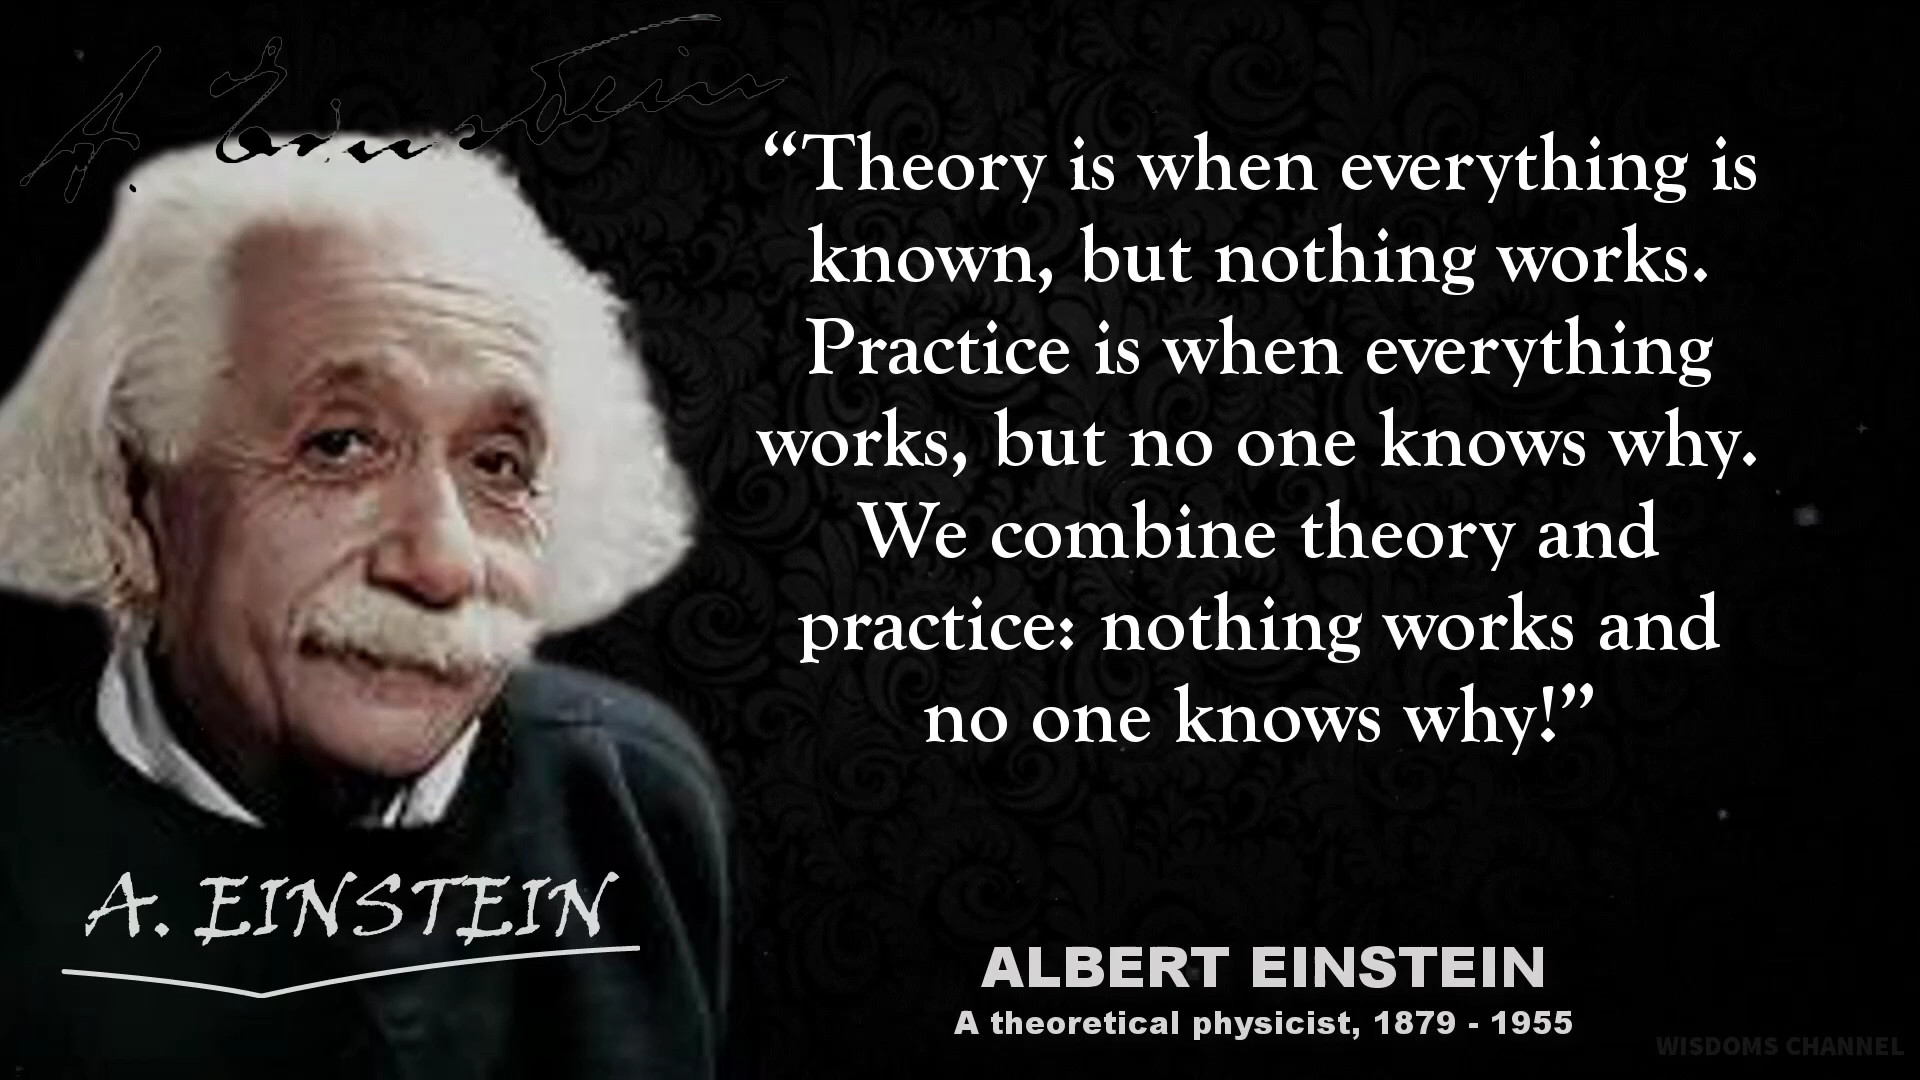 A. Einstein
“Theory is when everything is
known, but nothing works.
Practice is when everything
works, but no one knows why.
We combine theory and
practice: nothing works and
no one knows why!”
A. EINSTEIN
ALBERT EINSTEIN
A theoretical physicist, 1879 - 1955
WISDOMS CHANNEL